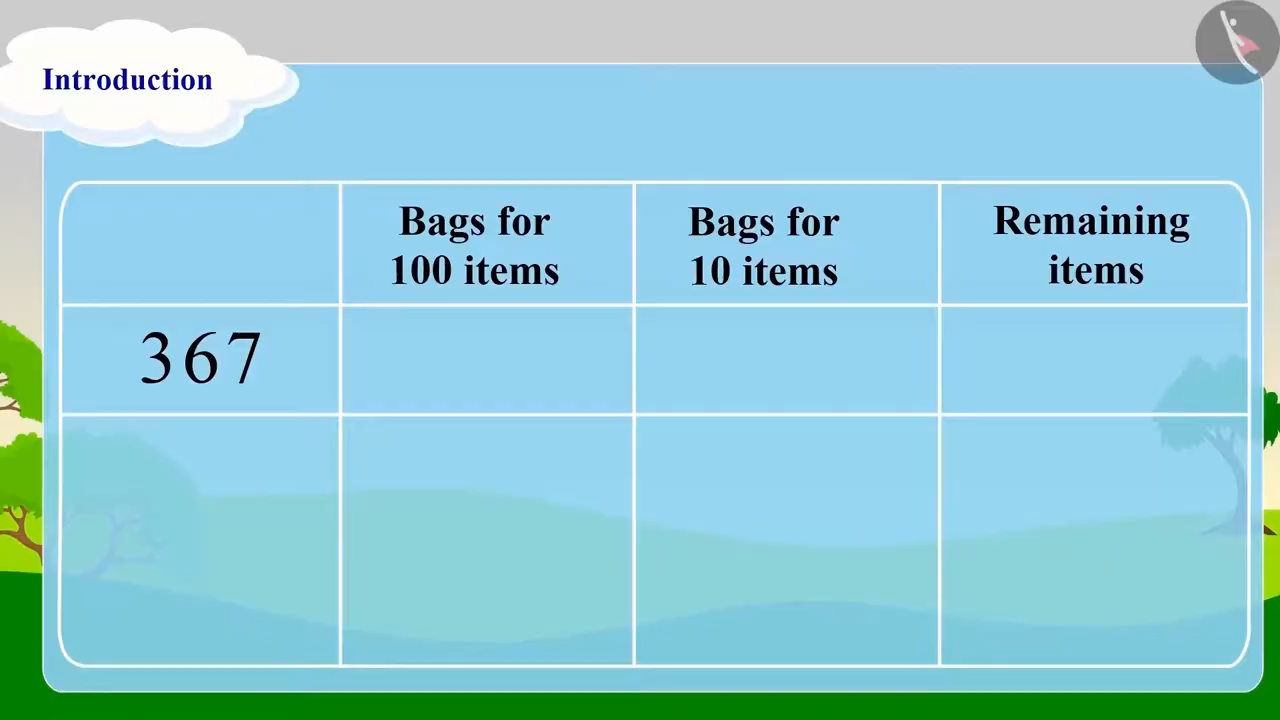 Introduction
Bags for
100 items
Bags for
10 items
Remaining
items
367